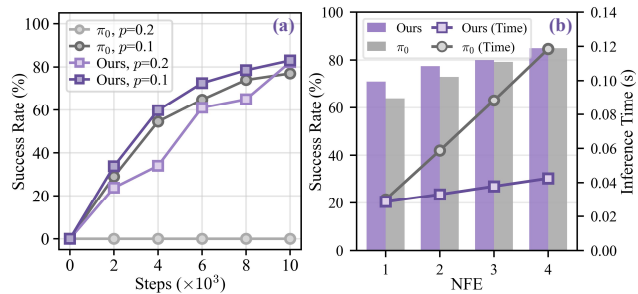 (a)
π₀, p=0.2
π₀, p=0.1
Ours, p=0.2
Ours, p=0.1
Success Rate (%)
100
80
60
40
20
0
0 2 4 6 8 10
Steps (×10³)
(b)
Ours
π₀
Ours (Time)
π₀ (Time)
Success Rate (%)
100
80
60
40
20
0
1 2 3 4
NFE
0.14
0.12
0.10
0.08
0.06
0.04
0.02
0.00
Inference Time (s)